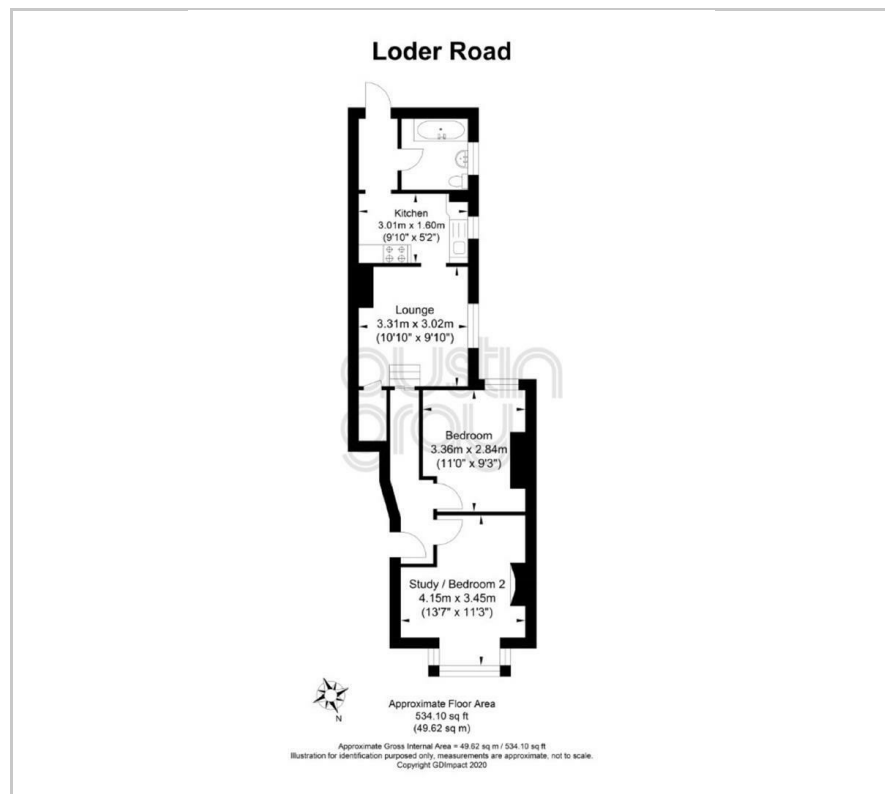 Loder Road
Kitchen
3.01m x 1.60m
(9'10" x 5'2")
Lounge
3.31m x 3.02m
(10'10" x 9'10")
austin
gray
Bedroom
3.36m x 2.84m
(11'0" x 9'3")
Study / Bedroom 2
4.15m x 3.45m
(13'7" x 11'3")
N
Approximate Floor Area
534.10 sq ft
(49.62 sq m)
Approximate Gross Internal Area = 49.62 sq m / 534.10 sq ft
Illustration for identification purposed only, measurements are approximate, not to scale.
Copyright GDImpact 2020